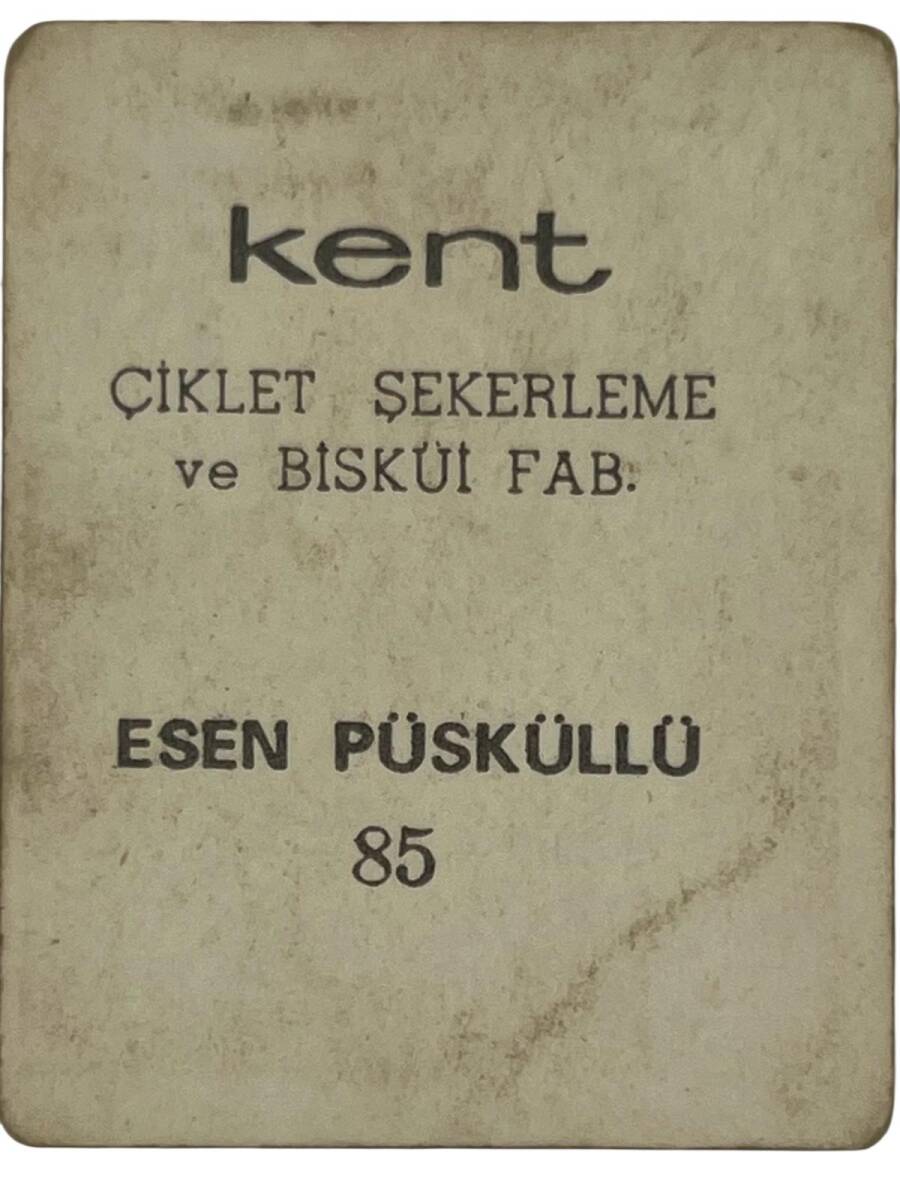 kent
ÇİKLET ŞEKERLEME
ve BİSKÜİ FAB.
ESEN PÜSKÜLLÜ
85